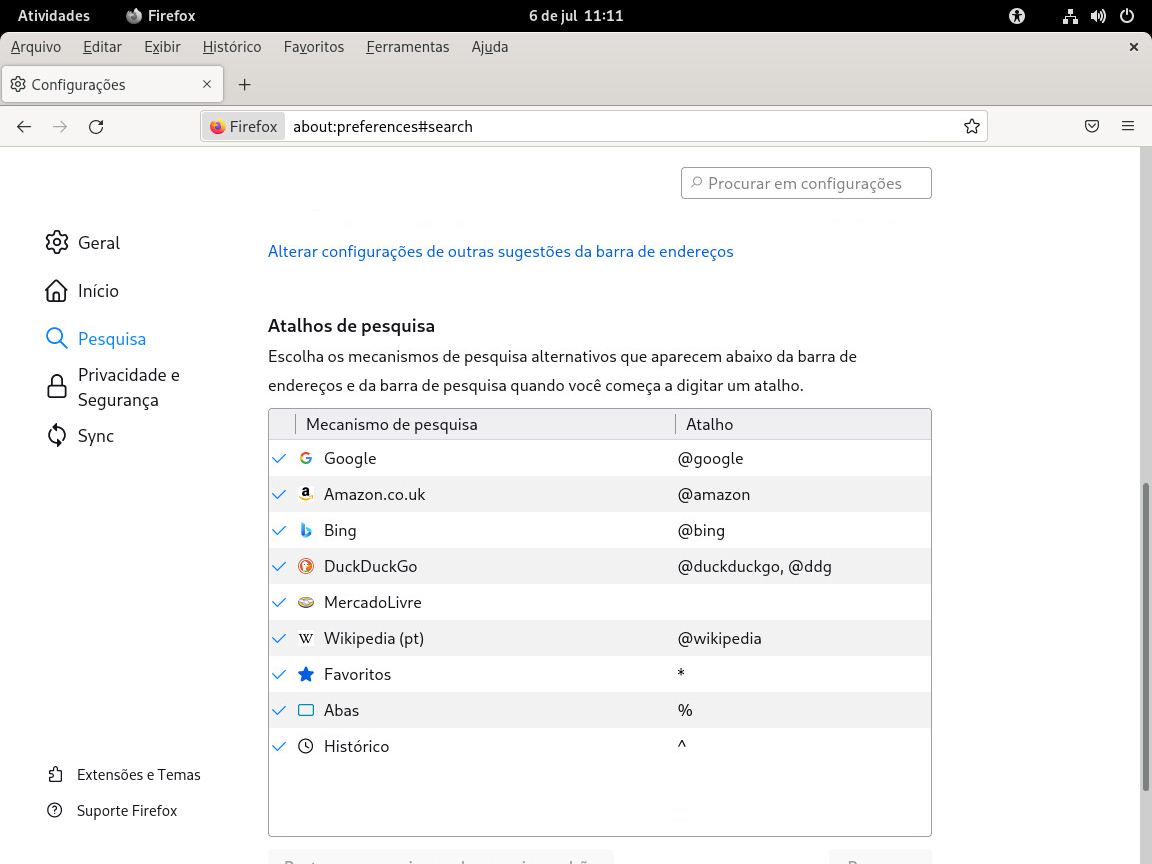 Atividades Firefox 6 de jul 11:11
Arquivo Editar Exibir Histórico Favoritos Ferramentas Ajuda
Configurações
Firefox about:preferences#search
Procurar em configurações
Geral
Início
Pesquisa
Privacidade e
Segurança
Sync
Extensões e Temas
Suporte Firefox
Alterar configurações de outras sugestões da barra de endereços
Atalhos de pesquisa
Escolha os mecanismos de pesquisa alternativos que aparecem abaixo da barra de
endereços e da barra de pesquisa quando você começa a digitar um atalho.
Mecanismo de pesquisa Atalho
Google @google
Amazon.co.uk @amazon
Bing @bing
DuckDuckGo @duckduckgo, @ddg
MercadoLivre
Wikipedia (pt) @wikipedia
Favoritos *
Abas %
Histórico ^